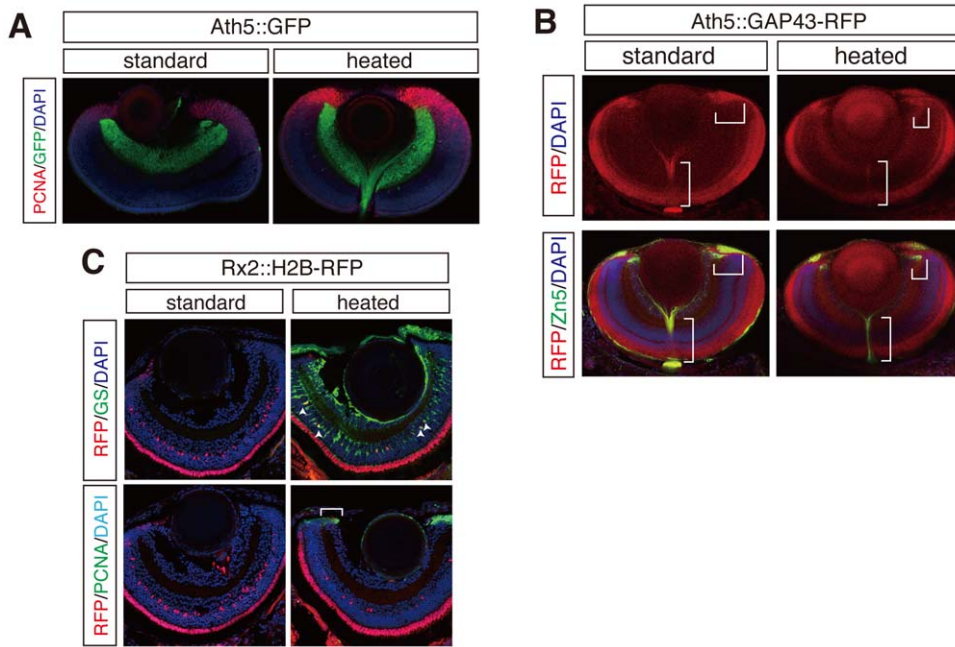 A
Ath5::GFP
standard
heated
PCNA/GFP/DAPI
B
Ath5::GAP43-RFP
standard
heated
RFP/DAPI
RFP/Zn5/DAPI
C
Rx2::H2B-RFP
standard
heated
RFP/GS/DAPI
RFP/PCNA/DAPI